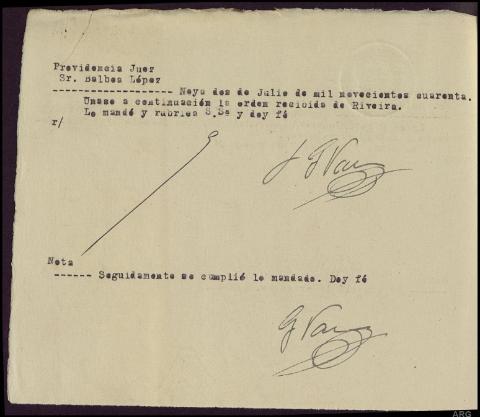 Providencia Juez
Sr. Balboa López
------------------- Noya dos de Julio de mil novecientos cuarenta.
Unase a continuación la orden recibida de Riveira.
Lo mandó y rubrica S.Sª y doy fé
r/
Nota
------ Seguidamente se cumplió lo mandado. Doy fé
ARG